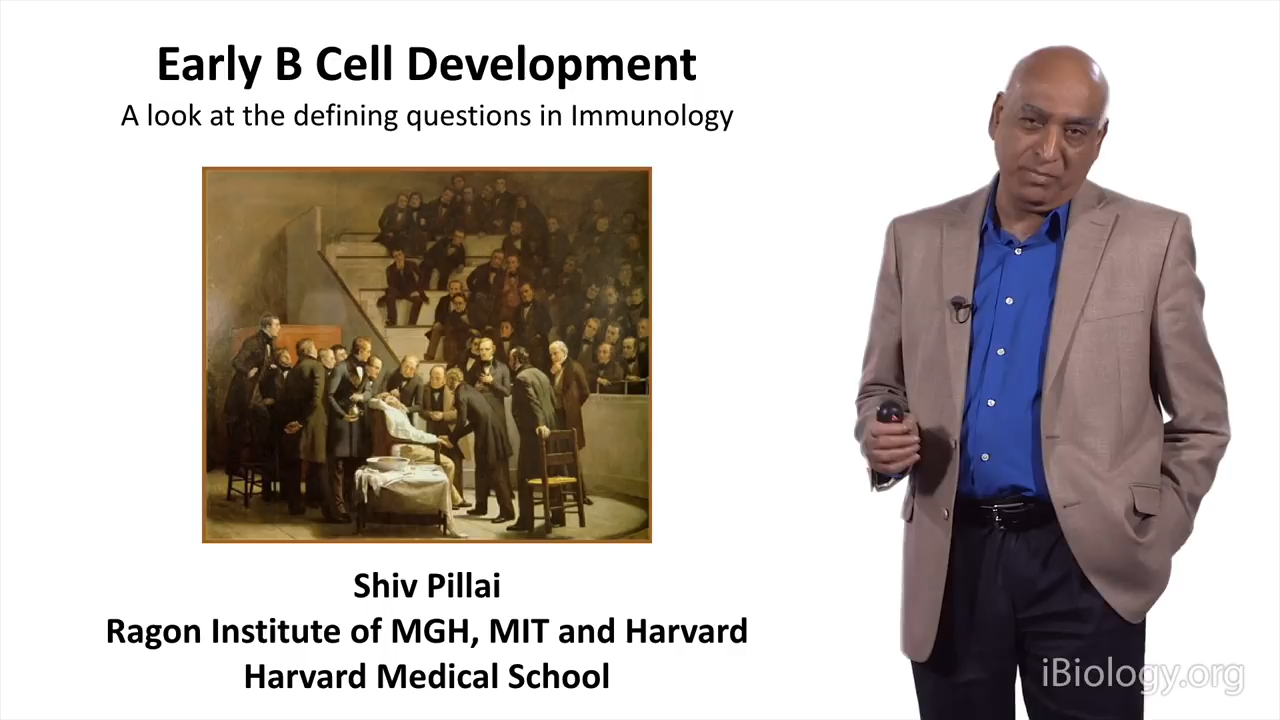 Early B Cell Development
A look at the defining questions in Immunology
Shiv Pillai
Ragon Institute of MGH, MIT and Harvard
Harvard Medical School
iBiology.org